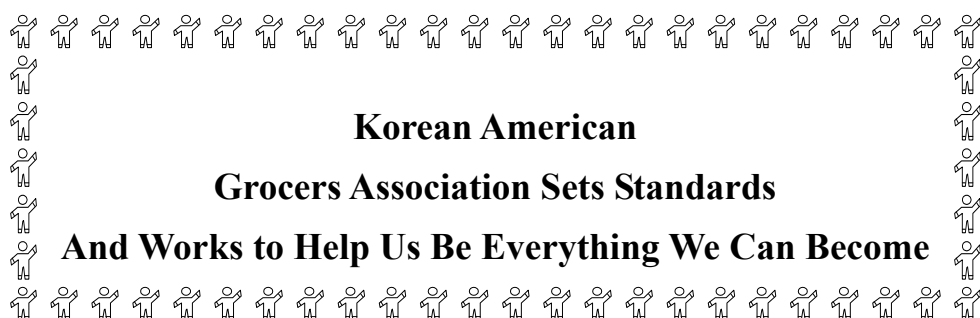 Korean American
Grocers Association Sets Standards
And Works to Help Us Be Everything We Can Become